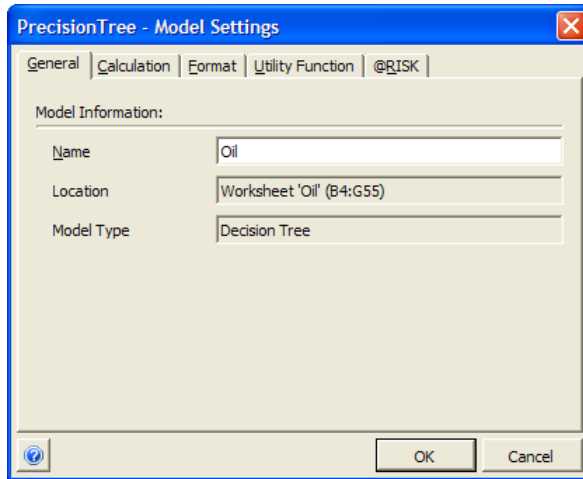 PrecisionTree - Model Settings
General Calculation Format Utility Function @RISK
Model Information:
Name Oil
Location Worksheet 'Oil' (B4:G55)
Model Type Decision Tree
? OK Cancel